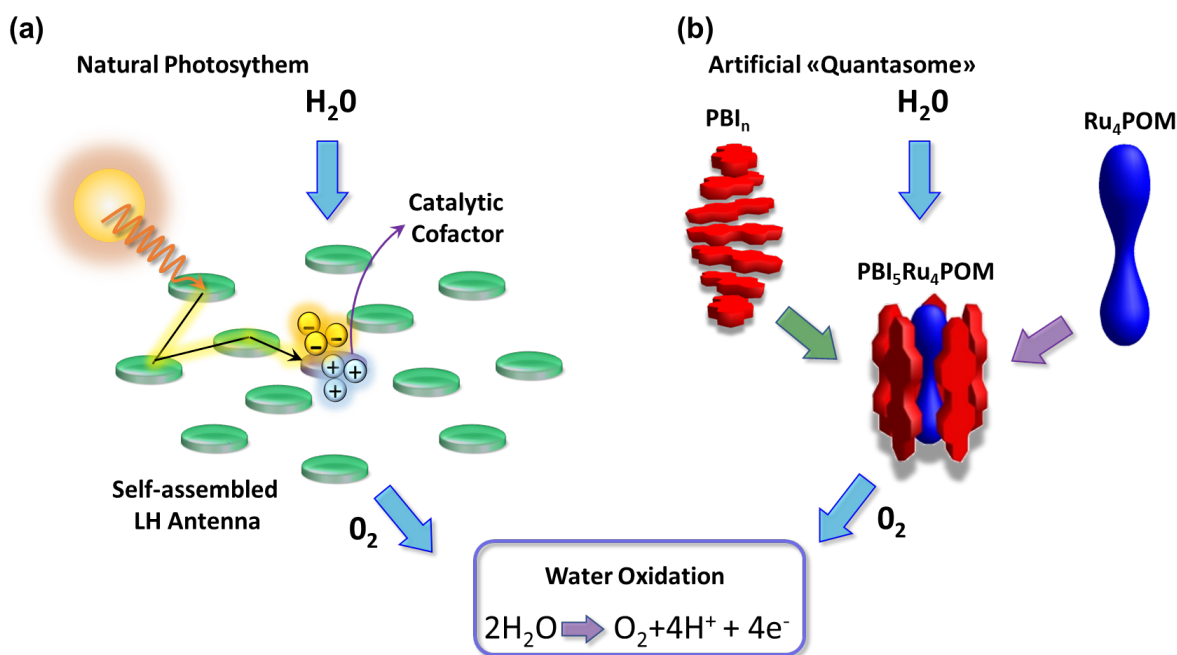 (a)
Natural Photosythem
H₂0
Catalytic
Cofactor
−
−
−
+
+
+
Self-assembled
LH Antenna
0₂
(b)
Artificial «Quantasome»
H₂0
PBIₙ
Ru₄POM
PBI₅Ru₄POM
0₂
Water Oxidation
2H₂O ➡ O₂+4H⁺ + 4e⁻